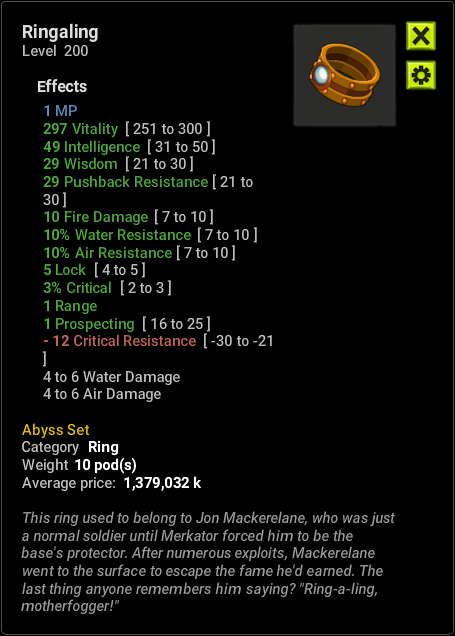 Ringaling
Level 200
Effects
1 MP
297 Vitality [ 251 to 300 ]
49 Intelligence [ 31 to 50 ]
29 Wisdom [ 21 to 30 ]
29 Pushback Resistance [ 21 to
30 ]
10 Fire Damage [ 7 to 10 ]
10% Water Resistance [ 7 to 10 ]
10% Air Resistance [ 7 to 10 ]
5 Lock [ 4 to 5 ]
3% Critical [ 2 to 3 ]
1 Range
1 Prospecting [ 16 to 25 ]
- 12 Critical Resistance [ -30 to -21
]
4 to 6 Water Damage
4 to 6 Air Damage
Abyss Set
Category Ring
Weight 10 pod(s)
Average price: 1,379,032 k
This ring used to belong to Jon Mackerelane, who was just
a normal soldier until Merkator forced him to be the
base's protector. After numerous exploits, Mackerelane
went to the surface to escape the fame he'd earned. The
last thing anyone remembers him saying? "Ring-a-ling,
motherfogger!"